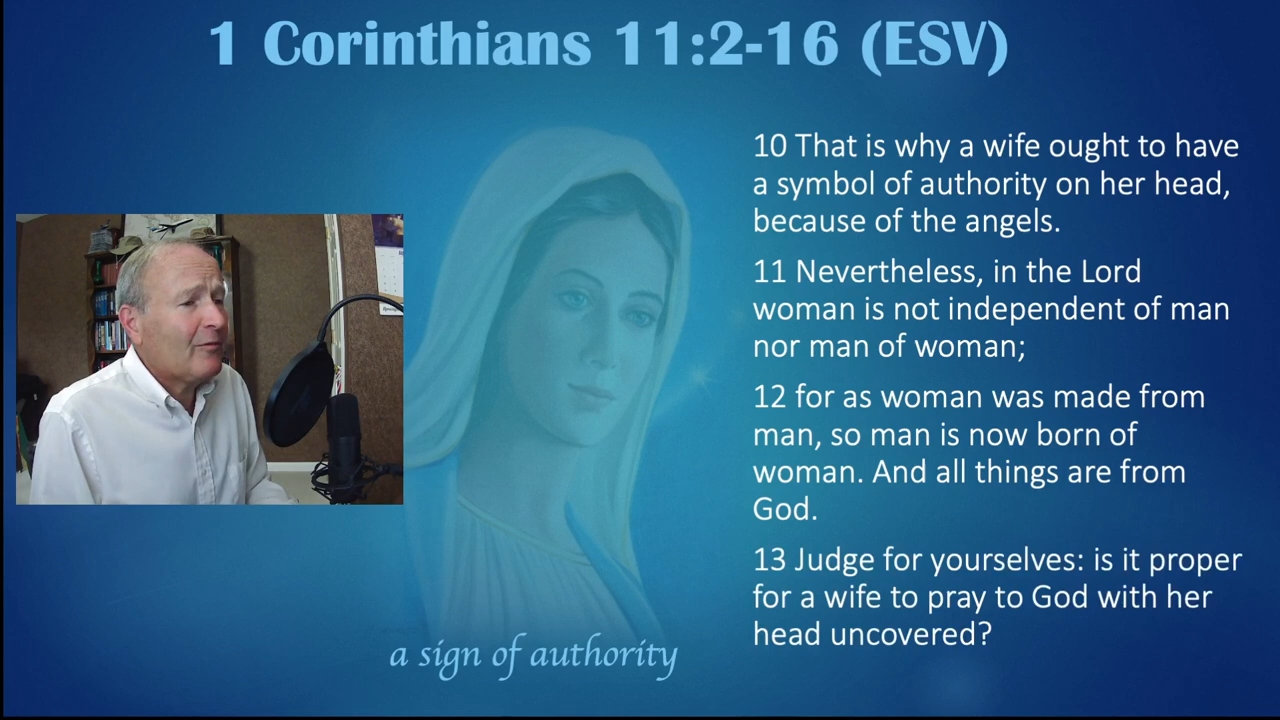 1 Corinthians 11:2-16 (ESV)
10 That is why a wife ought to have
a symbol of authority on her head,
because of the angels.
11 Nevertheless, in the Lord
woman is not independent of man
nor man of woman;
12 for as woman was made from
man, so man is now born of
woman. And all things are from
God.
13 Judge for yourselves: is it proper
for a wife to pray to God with her
head uncovered?
a sign of authority